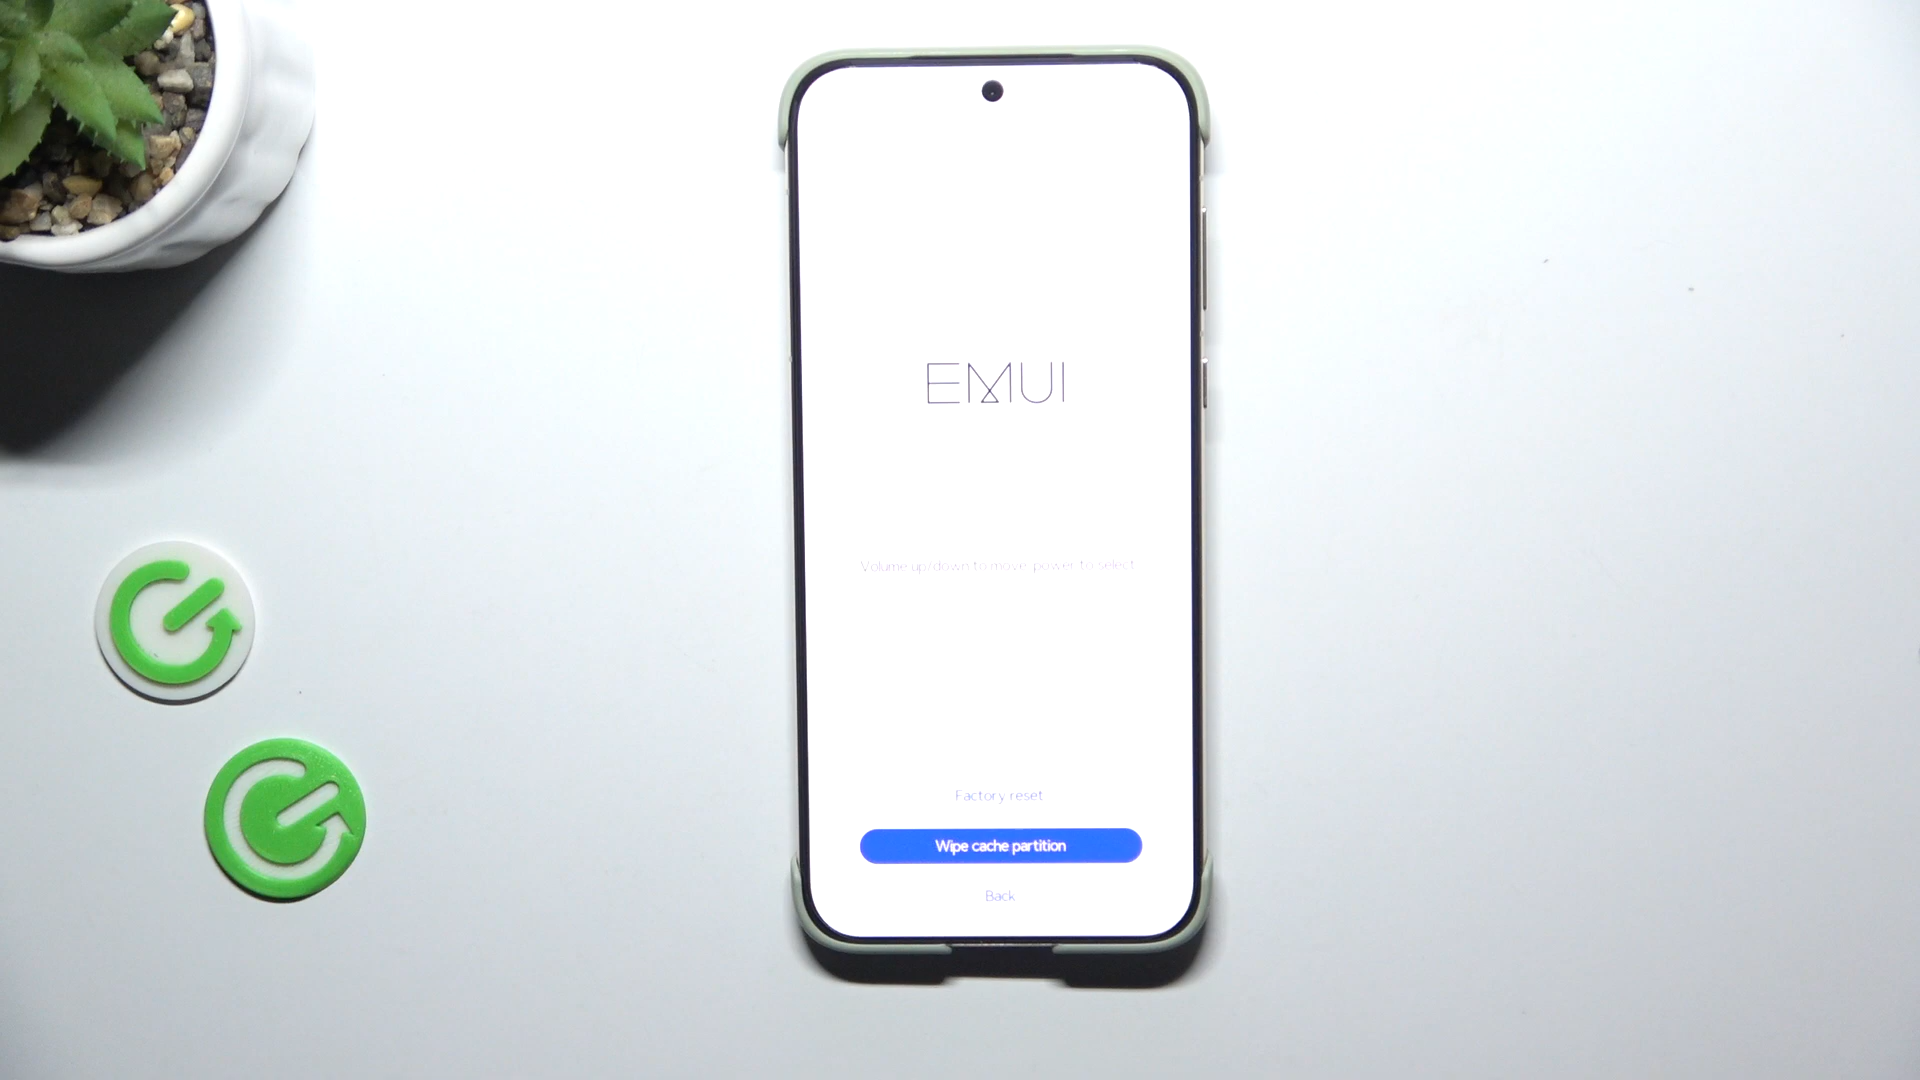 EMUI
Volume up/down to move, power to select
Factory reset
Wipe cache partition
Back